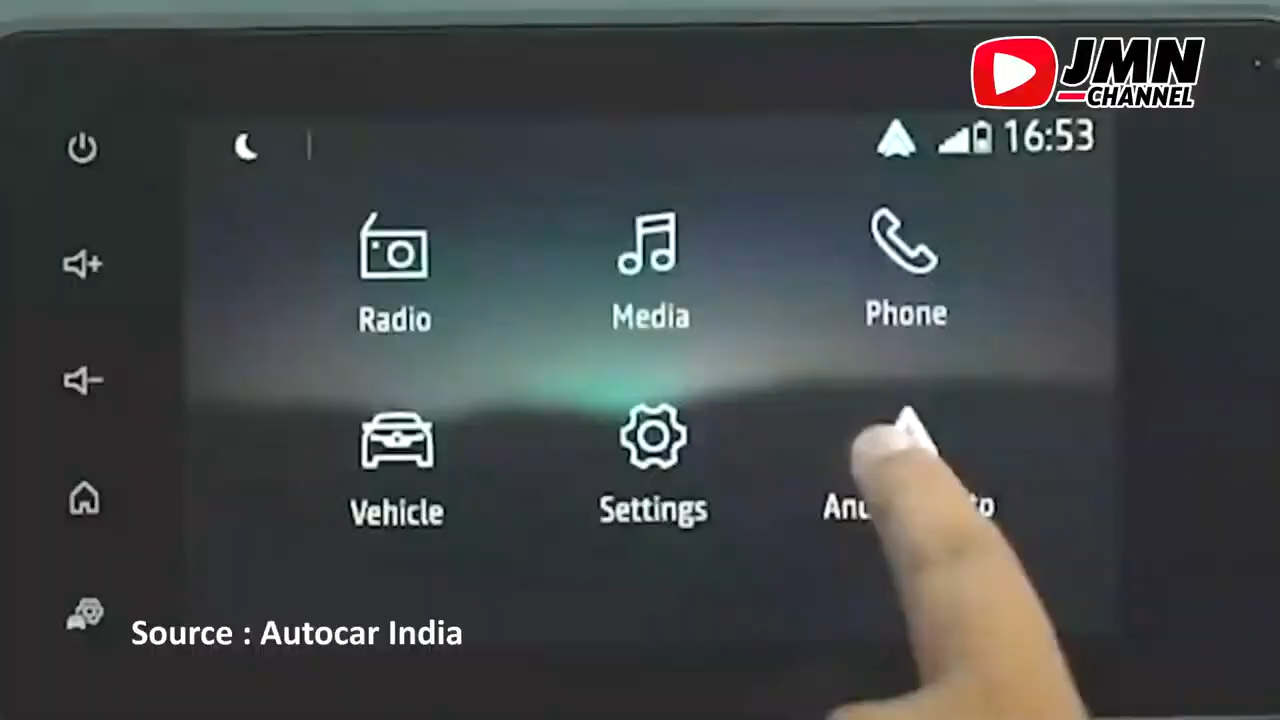 JMN
CHANNEL
16:53
Radio
Media
Phone
Vehicle
Settings
Source : Autocar India